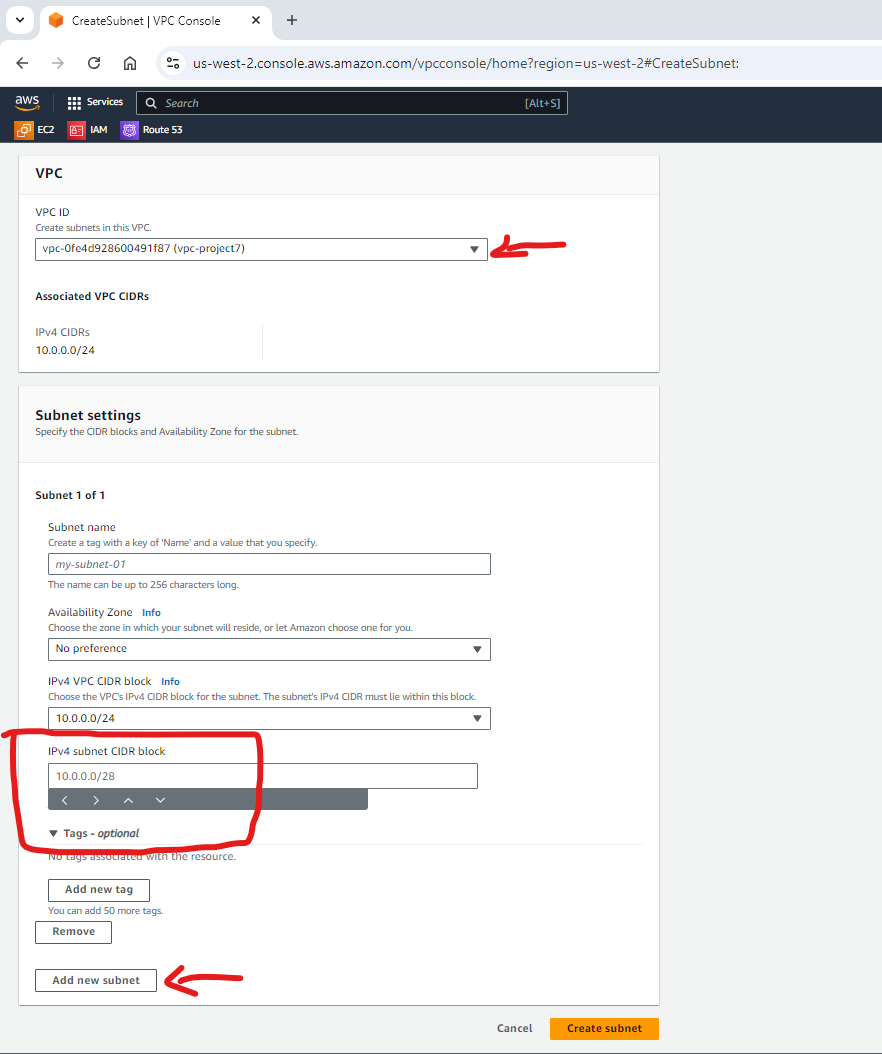 CreateSubnet | VPC Console
us-west-2.console.aws.amazon.com/vpcconsole/home?region=us-west-2#CreateSubnet:
aws Services Search [Alt+S]
EC2 IAM Route 53
VPC
VPC ID
Create subnets in this VPC.
vpc-0fe4d928600491f87 (vpc-project7)
Associated VPC CIDRs
IPv4 CIDRs
10.0.0.0/24
Subnet settings
Specify the CIDR blocks and Availability Zone for the subnet.
Subnet 1 of 1
Subnet name
Create a tag with a key of 'Name' and a value that you specify.
my-subnet-01
The name can be up to 256 characters long.
Availability Zone Info
Choose the zone in which your subnet will reside, or let Amazon choose one for you.
No preference
IPv4 VPC CIDR block Info
Choose the VPC's IPv4 CIDR block for the subnet. The subnet's IPv4 CIDR must lie within this block.
10.0.0.0/24
IPv4 subnet CIDR block
10.0.0.0/28
Tags - optional
No tags associated with the resource.
Add new tag
You can add 50 more tags.
Remove
Add new subnet
Cancel Create subnet